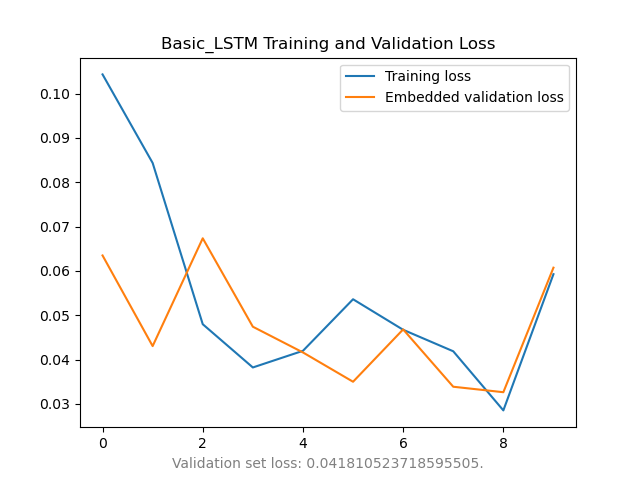 Basic_LSTM Training and Validation Loss
Training loss
Embedded validation loss
0.10
0.09
0.08
0.07
0.06
0.05
0.04
0.03
0 2 4 6 8
Validation set loss: 0.041810523718595505.